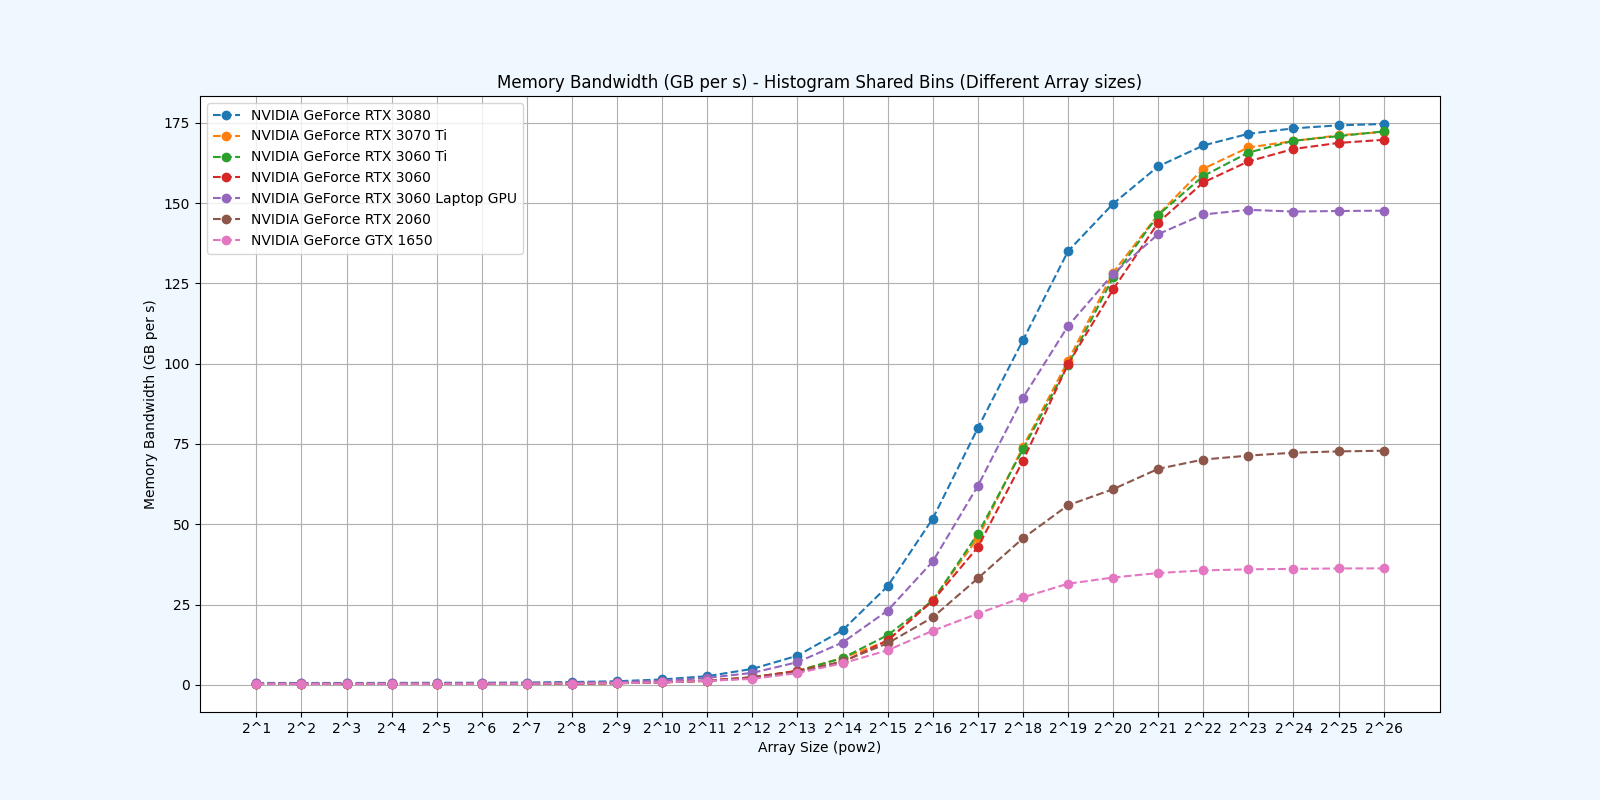 Memory Bandwidth (GB per s) - Histogram Shared Bins (Different Array sizes)
NVIDIA GeForce RTX 3080
NVIDIA GeForce RTX 3070 Ti
NVIDIA GeForce RTX 3060 Ti
NVIDIA GeForce RTX 3060
NVIDIA GeForce RTX 3060 Laptop GPU
NVIDIA GeForce RTX 2060
NVIDIA GeForce GTX 1650
175
150
125
100
75
50
25
0
Memory Bandwidth (GB per s)
2^1 2^2 2^3 2^4 2^5 2^6 2^7 2^8 2^9 2^10 2^11 2^12 2^13 2^14 2^15 2^16 2^17 2^18 2^19 2^20 2^21 2^22 2^23 2^24 2^25 2^26
Array Size (pow2)